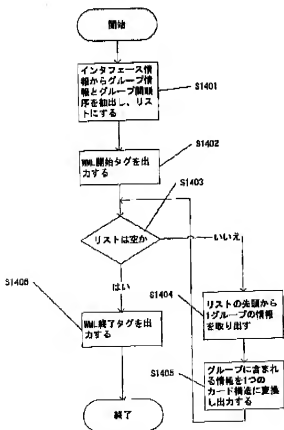 開始
インタフェース情
報からグループ情
報とグループ間順
序を抽出し、リス
トにする
S1401
S1402
WML開始タグを出
力する
S1403
リストは空か
いいえ
はい
S1404
リストの先頭から
1グループの情報
を取り出す
S1406
WML終了タグを出
力する
S1405
グループに含まれ
る情報を1つの
カード構造に変換
し出力する
終了